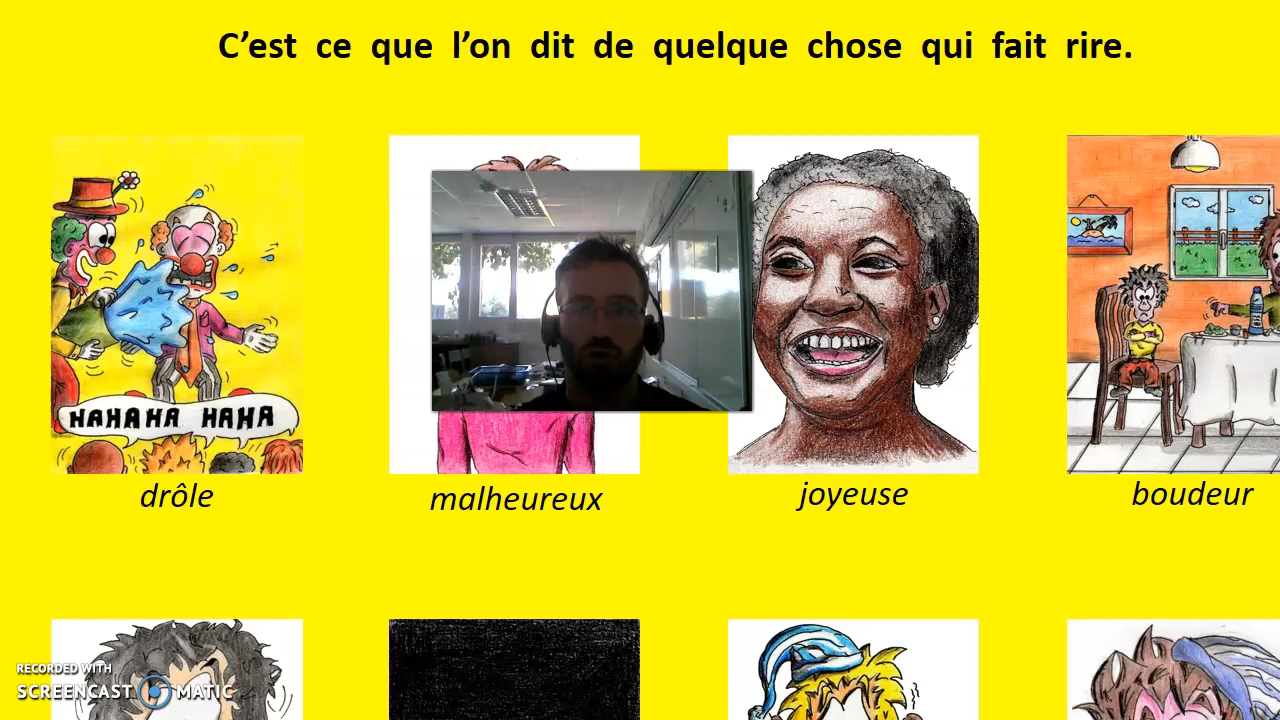 C’est ce que l’on dit de quelque chose qui fait rire.
HAHAHA HAHA
drôle
malheureux
joyeuse
boudeur
RECORDED WITH
SCREENCAST MATIC